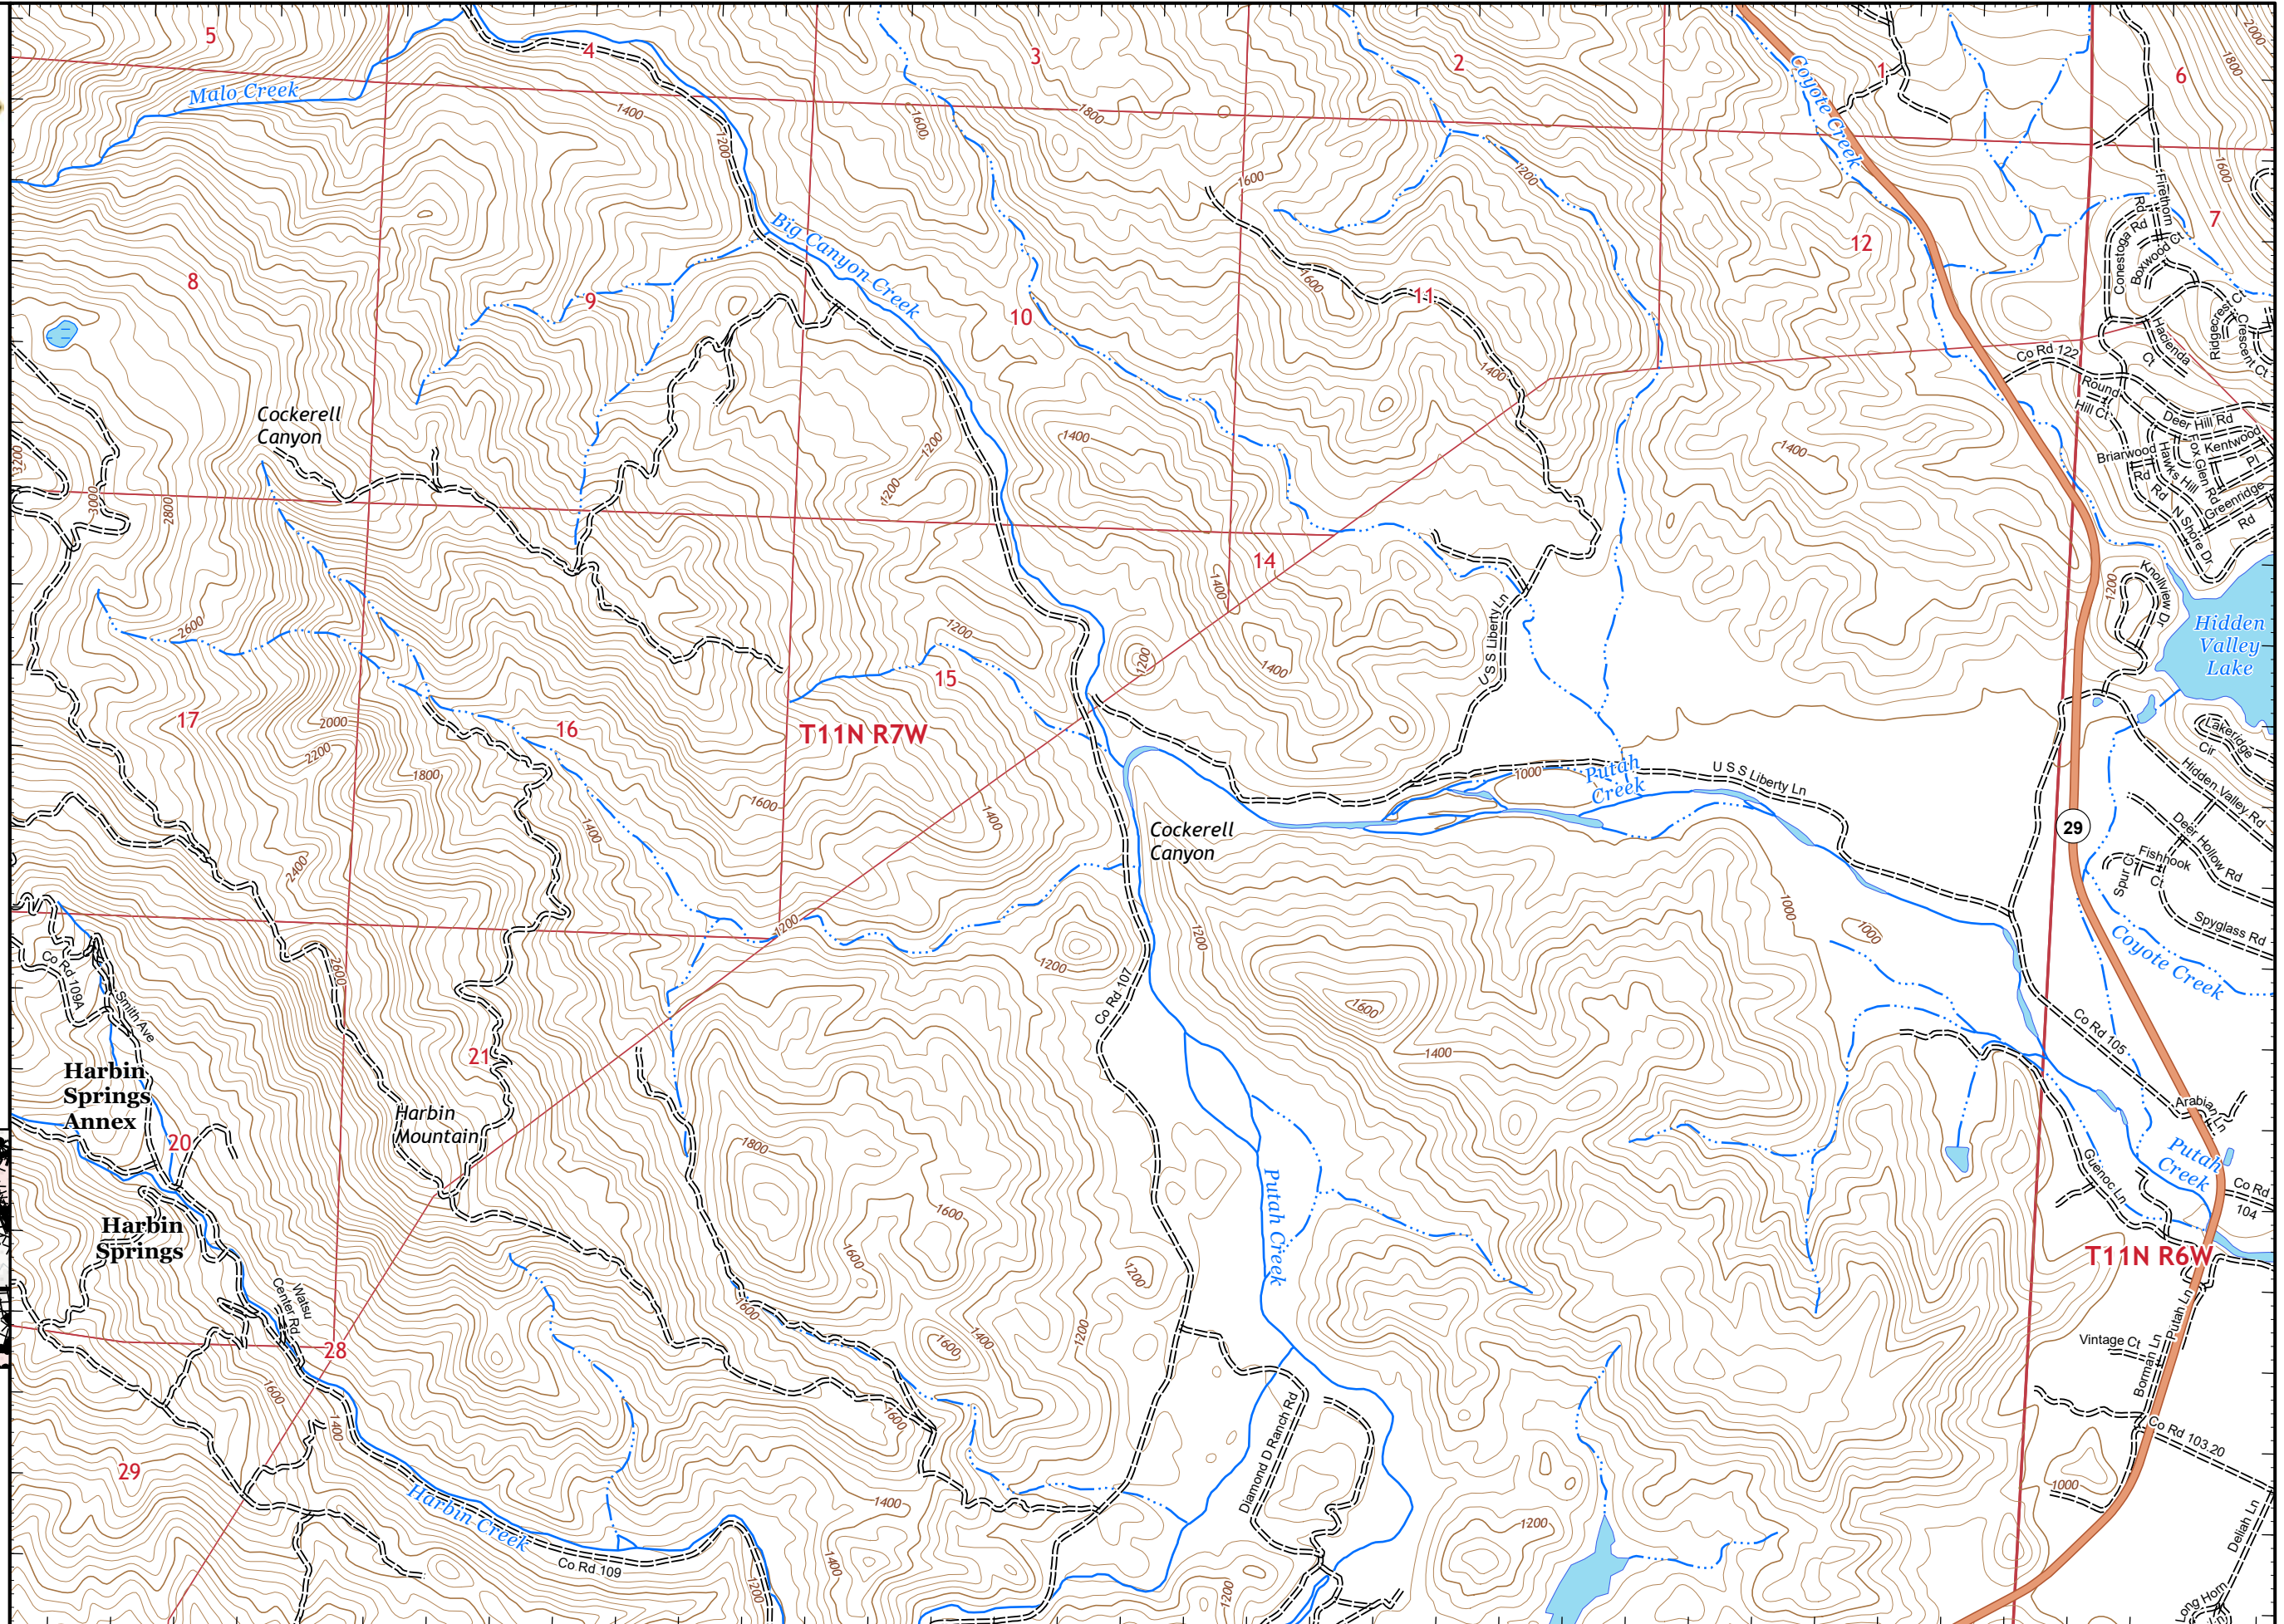 5
4
3
2
1
6
2000
1800
Malo Creek
1400
1200
1600
1800
Coyote Creek
1200
1600
1600
Firethorn
Rd
7
Conestoga Rd
Boxwood Ct
12
Big Canyon Creek
8
9
10
1600
11
Ridgecrest Ct
Crescent Ct
Hacienda
Ct
Co Rd 122
Round
Hill Ct
1400
Deer Hill Rd
Cockerell
Canyon
1200
1400
1400
Briarwood
Rd
Hawks Hill
Rd
Fox Glen Rd
Kentwood
Pl
Greenridge
Rd
N Shore Dr
3200
3000
2800
1200
14
1400
1200
Knollview Dr
Hidden
Valley
Lake
2600
1200
1200
1400
U S S Liberty Ln
15
17
2000
16
T11N R7W
2200
1800
1600
1400
1400
1000
Putah
Creek
U S S Liberty Ln
Lakeridge
Cir
Hidden Valley Rd
29
Cockerell
Canyon
Deer Hollow Rd
Fishhook
Ct
Spur Ct
2400
1200
1200
1000
1000
Spyglass Rd
Coyote Creek
2600
1200
Co Rd 107
Co Rd 109A
Smith Ave
1600
1400
Co Rd 105
21
Harbin
Springs
Annex
20
Harbin
Mountain
Arabian Ln
Putah
Creek
1800
Putah Creek
Guenoc Ln
Co Rd
104
Harbin
Springs
1600
1600
1200
T11N R6W
Watsu
Center Rd
1600
1600
1400
1200
Putah Ln
Vintage Ct
Borman Ln
28
1600
1400
1600
Diamond D Ranch Rd
Co Rd 103.20
29
1000
Harbin Creek
1400
1200
Deliah Ln
Co Rd 109
1200
1400
1200
Long Horn